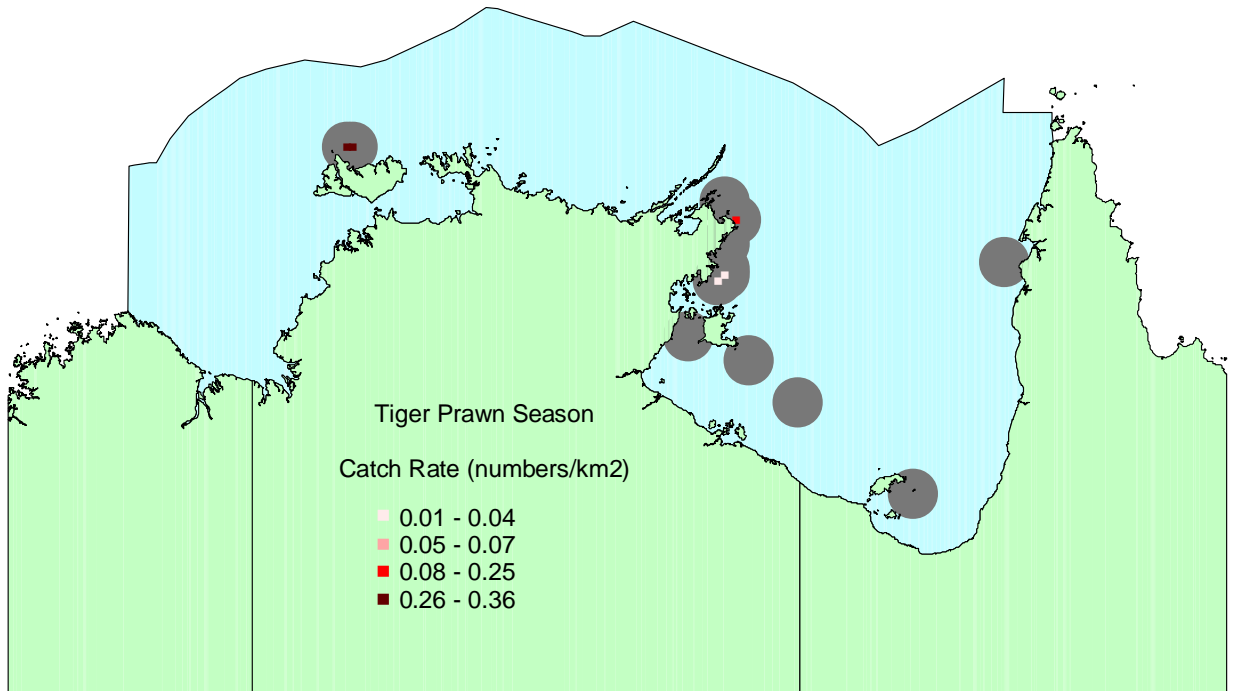 Tiger Prawn Season
Catch Rate (numbers/km2)
0.01 - 0.04
0.05 - 0.07
0.08 - 0.25
0.26 - 0.36